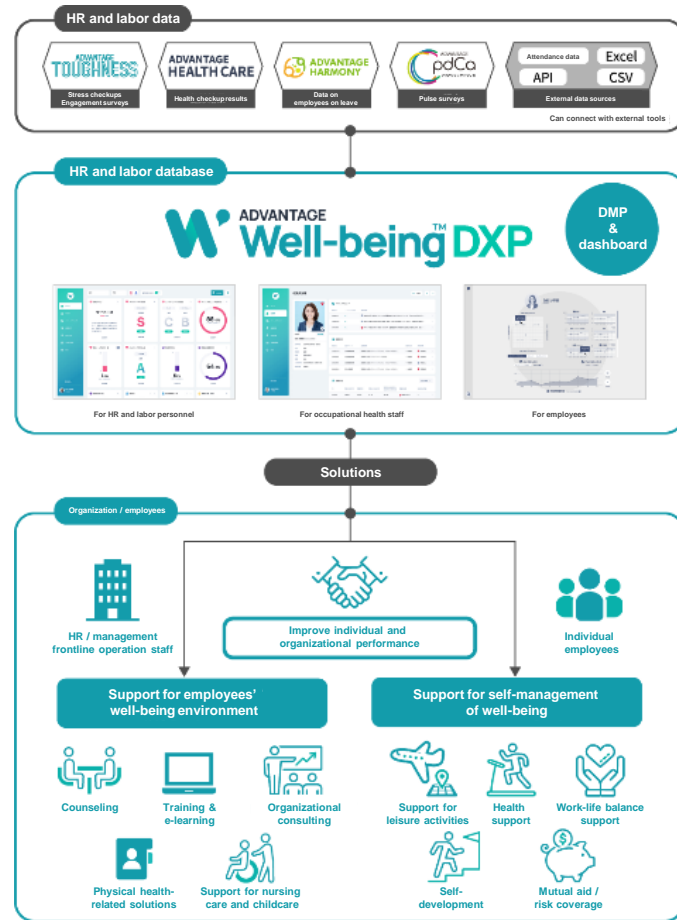 HR and labor data
ADVANTAGE
TOUGHNESS
Stress checkups
Engagement surveys
ADVANTAGE
HEALTH CARE
Health checkup results
ADVANTAGE
HARMONY
Data on
employees on leave
ADVANTAGE
pdCa
Pulse surveys
Attendance data
Excel
API
CSV
External data sources
Can connect with external tools
HR and labor database
ADVANTAGE
Well-being™ DXP
DMP
&
dashboard
S
C B
A
For HR and labor personnel
For occupational health staff
For employees
Solutions
Organization / employees
HR / management
frontline operation staff
Improve individual and
organizational performance
Individual
employees
Support for employees’
well-being environment
Support for self-management
of well-being
Counseling
Training &
e-learning
Organizational
consulting
Support for
leisure activities
Health
support
Work-life balance
support
Physical health-
related solutions
Support for nursing
care and childcare
Self-
development
Mutual aid /
risk coverage